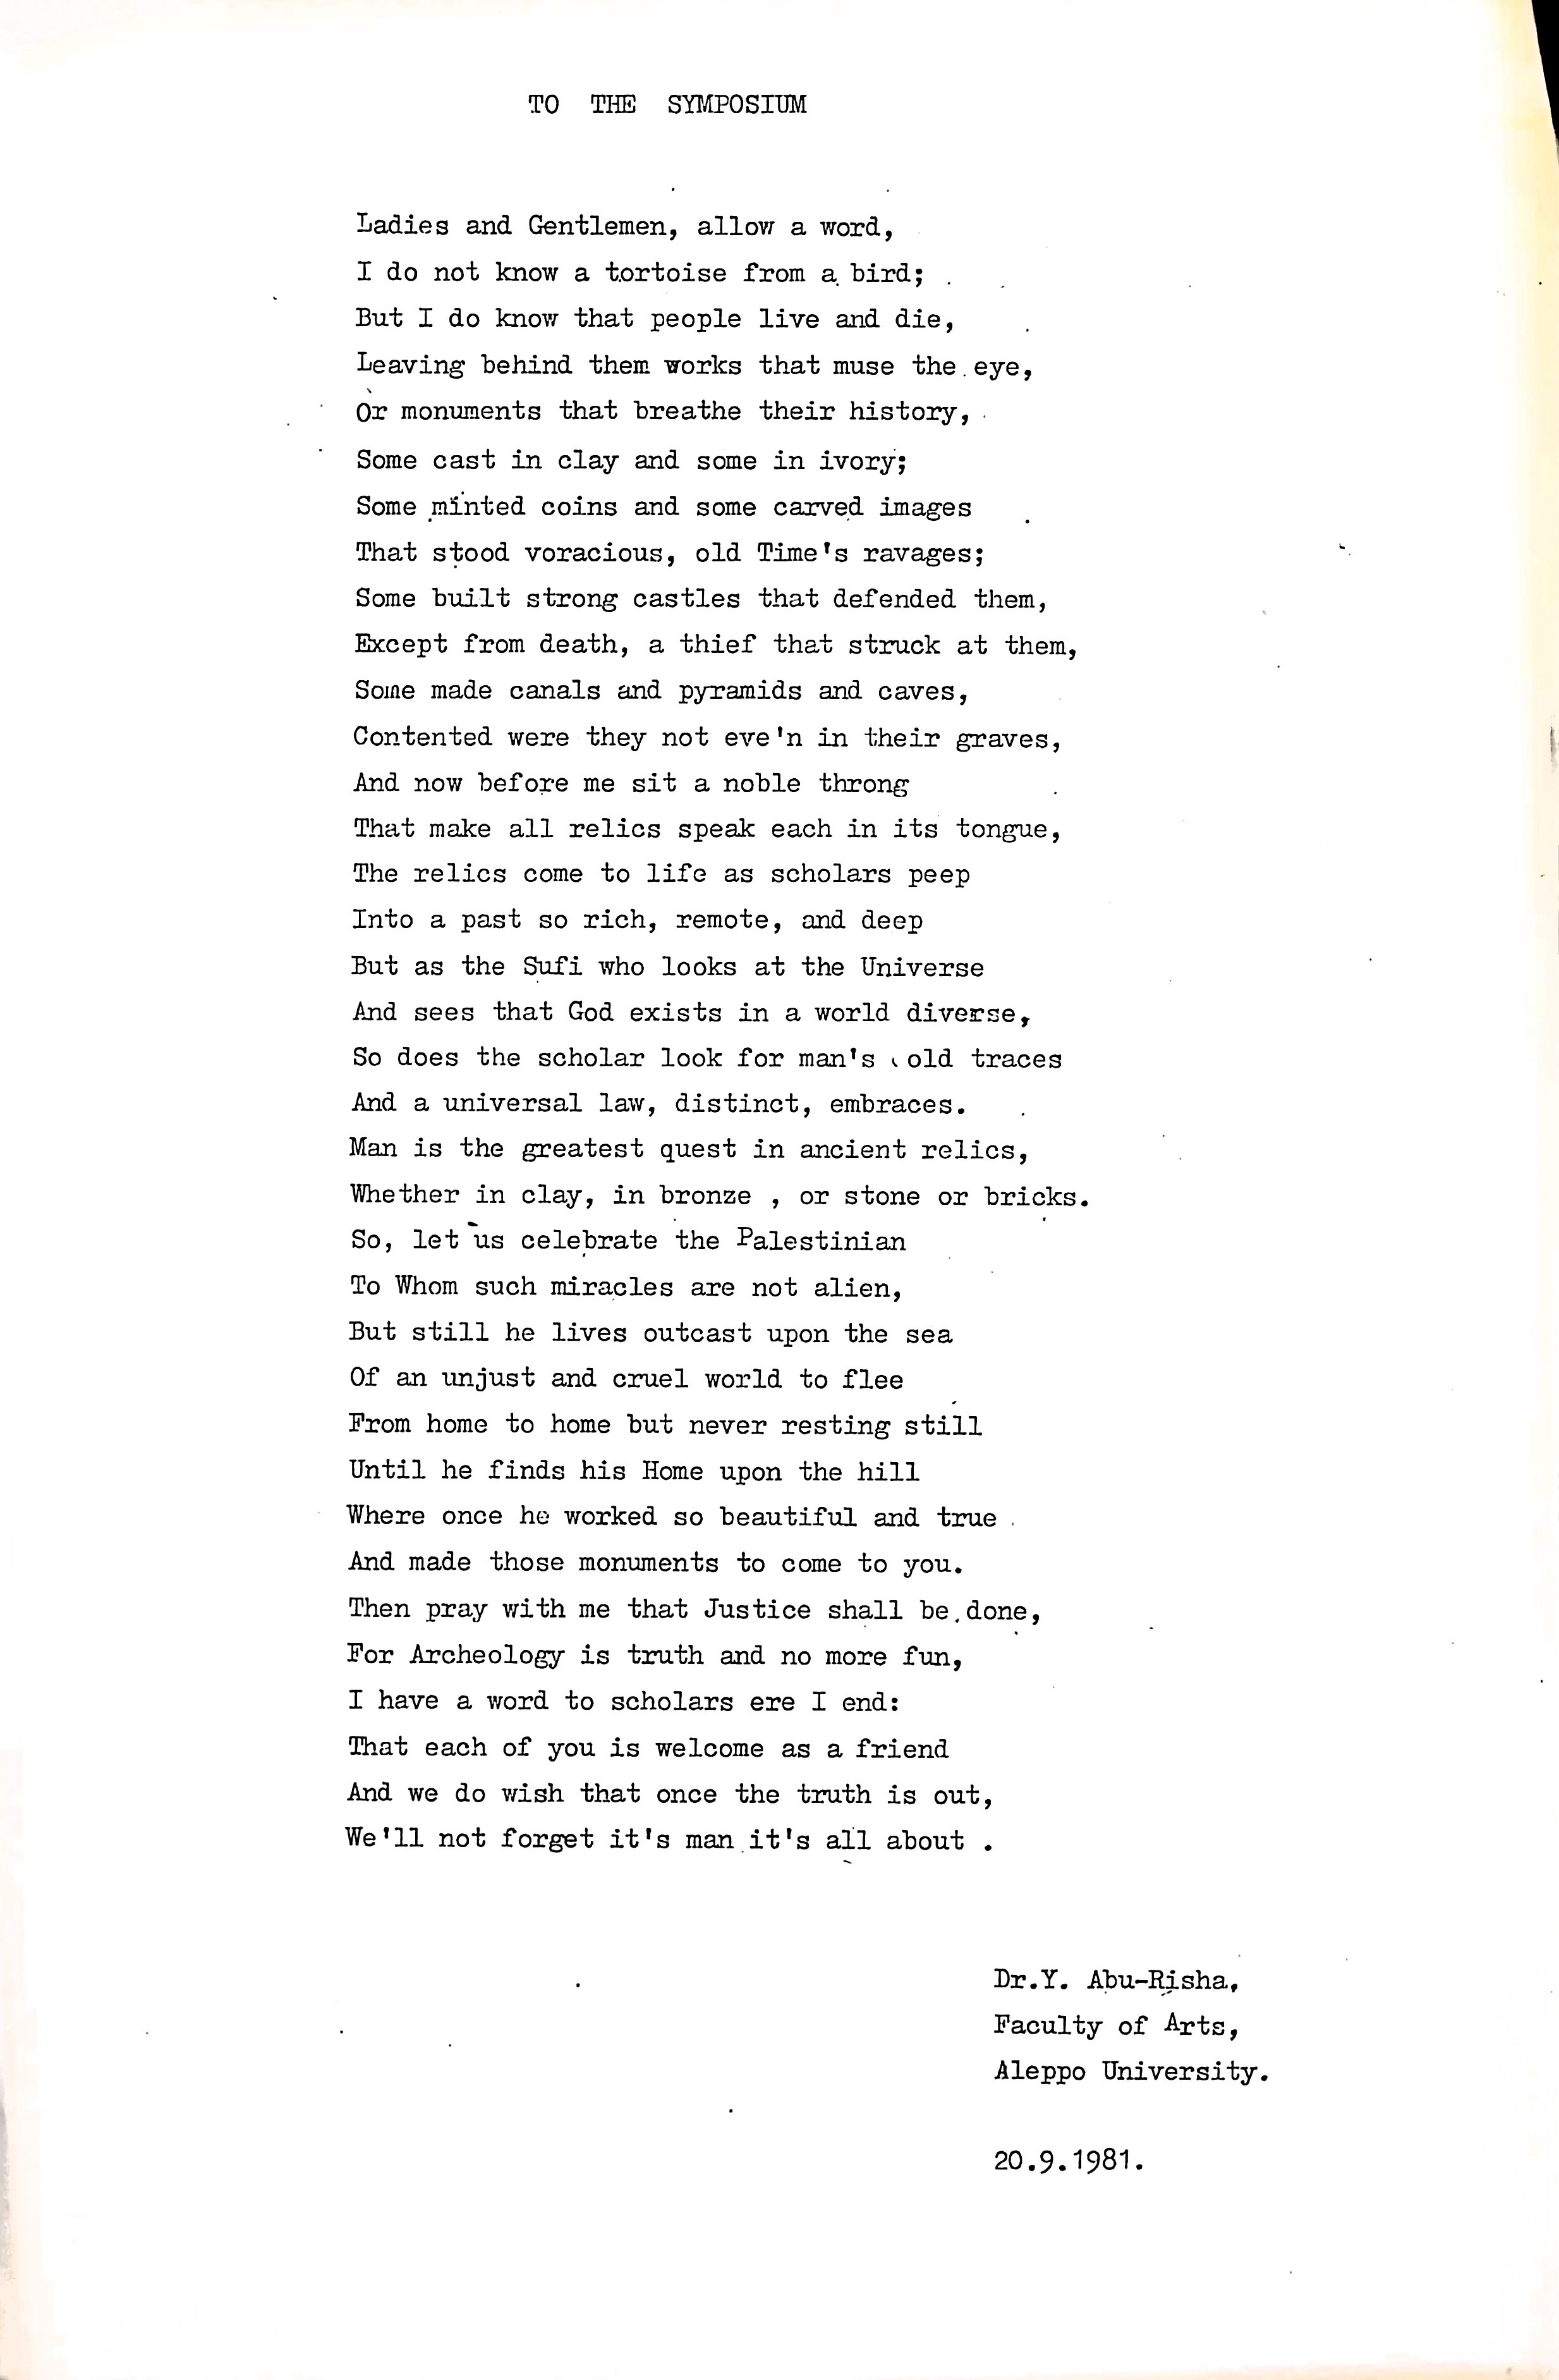 TO THE SYMPOSIUM
Ladies and Gentlemen, allow a word,
I do not know a tortoise from a bird;
But I do know that people live and die,
Leaving behind them works that muse the eye,
Or monuments that breathe their history,
Some cast in clay and some in ivory;
Some minted coins and some carved images
That stood voracious, old Time's ravages;
Some built strong castles that defended them,
Except from death, a thief that struck at them,
Some made canals and pyramids and caves,
Contented were they not eve'n in their graves,
And now before me sit a noble throng
That make all relics speak each in its tongue,
The relics come to life as scholars peep
Into a past so rich, remote, and deep
But as the Sufi who looks at the Universe
And sees that God exists in a world diverse,
So does the scholar look for man's old traces
And a universal law, distinct, embraces.
Man is the greatest quest in ancient relics,
Whether in clay, in bronze , or stone or bricks.
So, let us celebrate the Palestinian
To Whom such miracles are not alien,
But still he lives outcast upon the sea
Of an unjust and cruel world to flee
From home to home but never resting still
Until he finds his Home upon the hill
Where once he worked so beautiful and true
And made those monuments to come to you.
Then pray with me that Justice shall be done,
For Archeology is truth and no more fun,
I have a word to scholars ere I end:
That each of you is welcome as a friend
And we do wish that once the truth is out,
We'll not forget it's man it's all about .
Dr.Y. Abu-Risha,
Faculty of Arts,
Aleppo University.
20.9.1981.